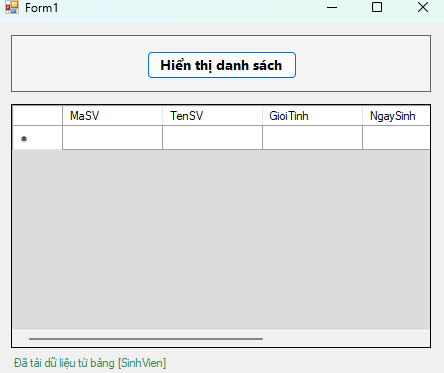 Form1
Hiển thị danh sách
MaSV TenSV GioiTinh NgaySinh
Đã tải dữ liệu từ bảng [SinhVien]